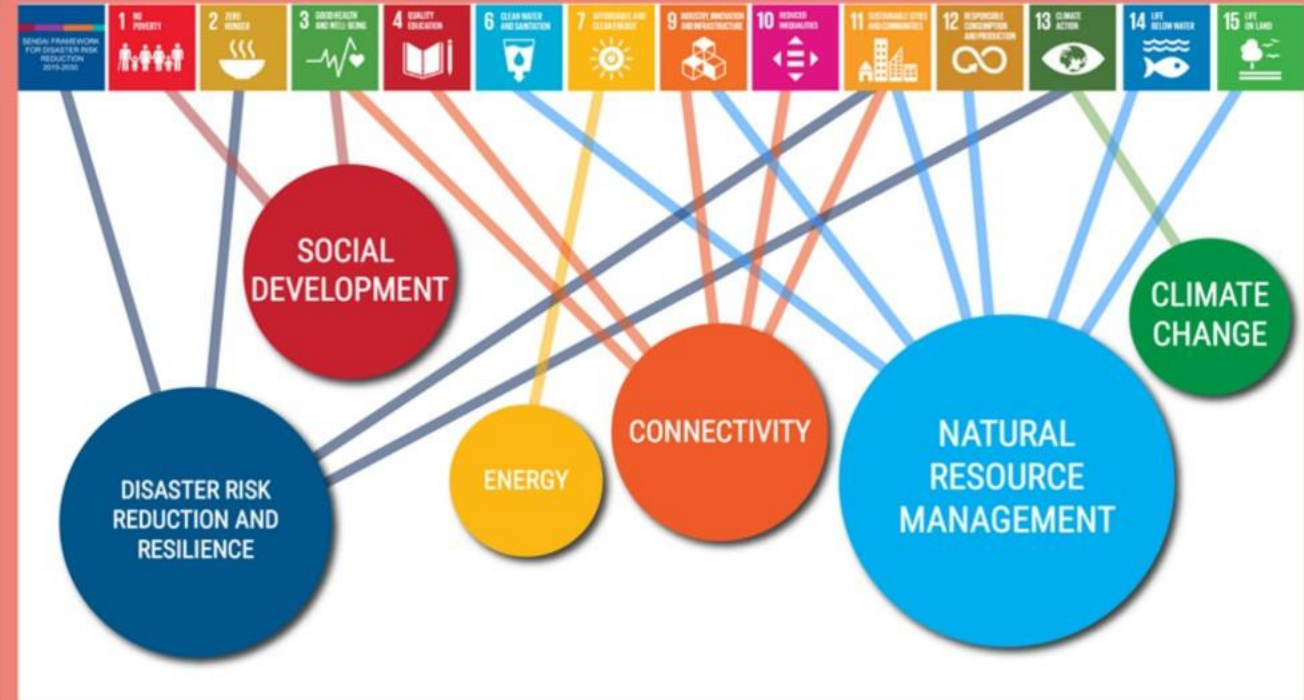 SENDAI FRAMEWORK
FOR DISASTER RISK
REDUCTION
2015-2030
1 NO
POVERTY
2 ZERO
HUNGER
3 GOOD HEALTH
AND WELL-BEING
4 QUALITY
EDUCATION
6 CLEAN WATER
AND SANITATION
7 AFFORDABLE AND
CLEAN ENERGY
9 INDUSTRY, INNOVATION
AND INFRASTRUCTURE
10 REDUCED
INEQUALITIES
11 SUSTAINABLE CITIES
AND COMMUNITIES
12 RESPONSIBLE
CONSUMPTION
AND PRODUCTION
13 CLIMATE
ACTION
14 LIFE
BELOW WATER
15 LIFE
ON LAND
SOCIAL
DEVELOPMENT
CLIMATE
CHANGE
CONNECTIVITY
NATURAL
RESOURCE
MANAGEMENT
ENERGY
DISASTER RISK
REDUCTION AND
RESILIENCE